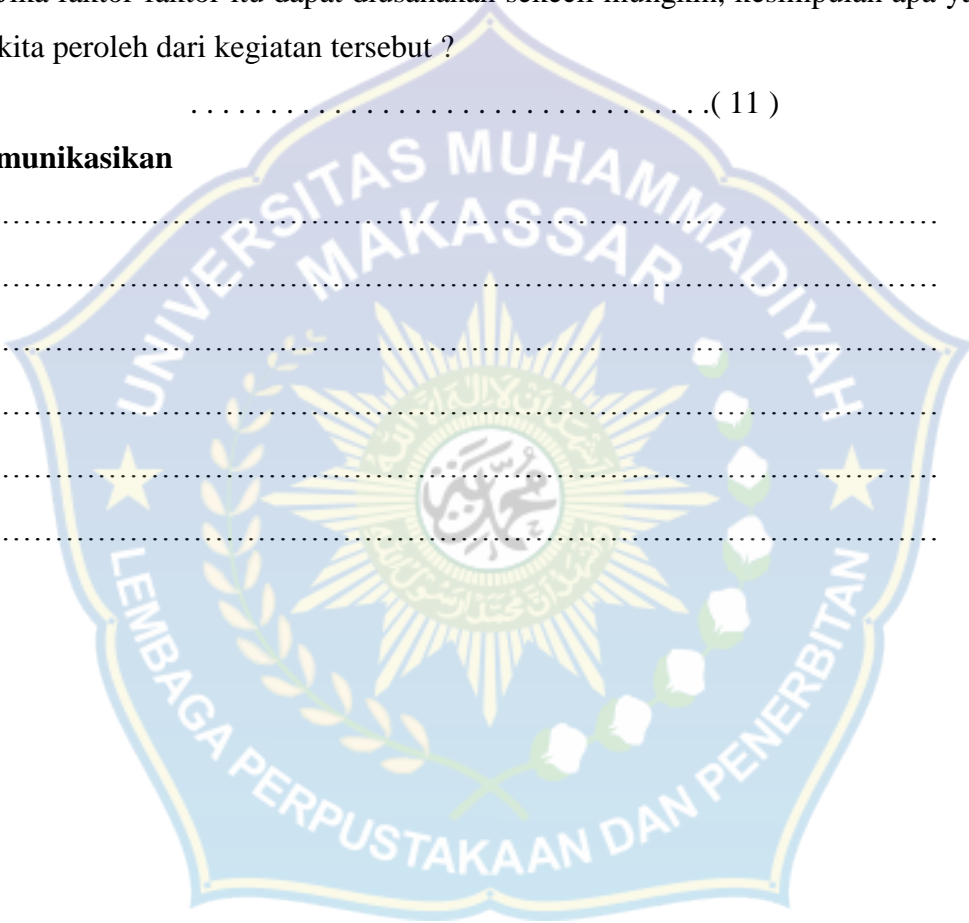 kita peroleh dari kegiatan tersebut ?
. . . . . . . . . . . . . . . . . . . . . . . . . . . . . . . . .( 11 )
munikasikan
………………………………………………………………………………
………………………………………………………………………………
………………………………………………………………………………
………………………………………………………………………………
………………………………………………………………………………
………………………………………………………………………………
UNIVERSITAS MUHAMMADIYAH
MAKASSAR
LEMBAGA PERPUSTAKAAN DAN PENERBITAN